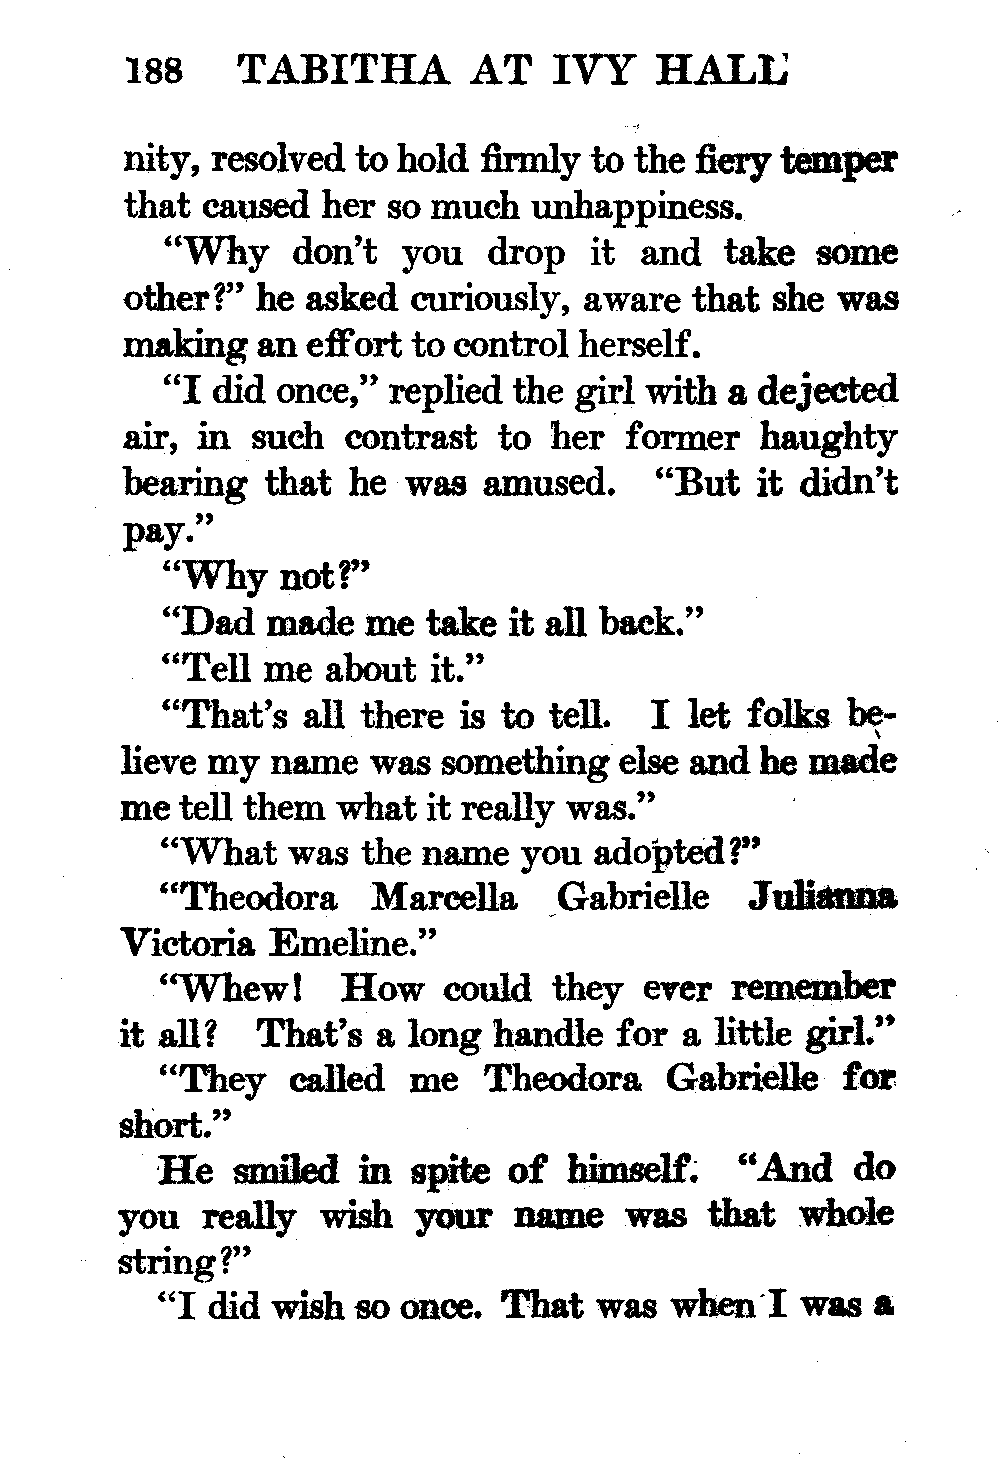 188 TABITHA AT IVY HALL
nity, resolved to hold firmly to the fiery temper
that caused her so much unhappiness.
“Why don’t you drop it and take some
other?” he asked curiously, aware that she was
making an effort to control herself.
“I did once,” replied the girl with a dejected
air, in such contrast to her former haughty
bearing that he was amused. “But it didn’t
pay.”
“Why not?”
“Dad made me take it all back.”
“Tell me about it.”
“That’s all there is to tell. I let folks be-
lieve my name was something else and he made
me tell them what it really was.”
“What was the name you adopted?”
“Theodora Marcella Gabrielle Julianna
Victoria Emeline.”
“Whew! How could they ever remember
it all? That’s a long handle for a little girl.”
“They called me Theodora Gabrielle for
short.”
He smiled in spite of himself. “And do
you really wish your name was that whole
string?”
“I did wish so once. That was when I was a